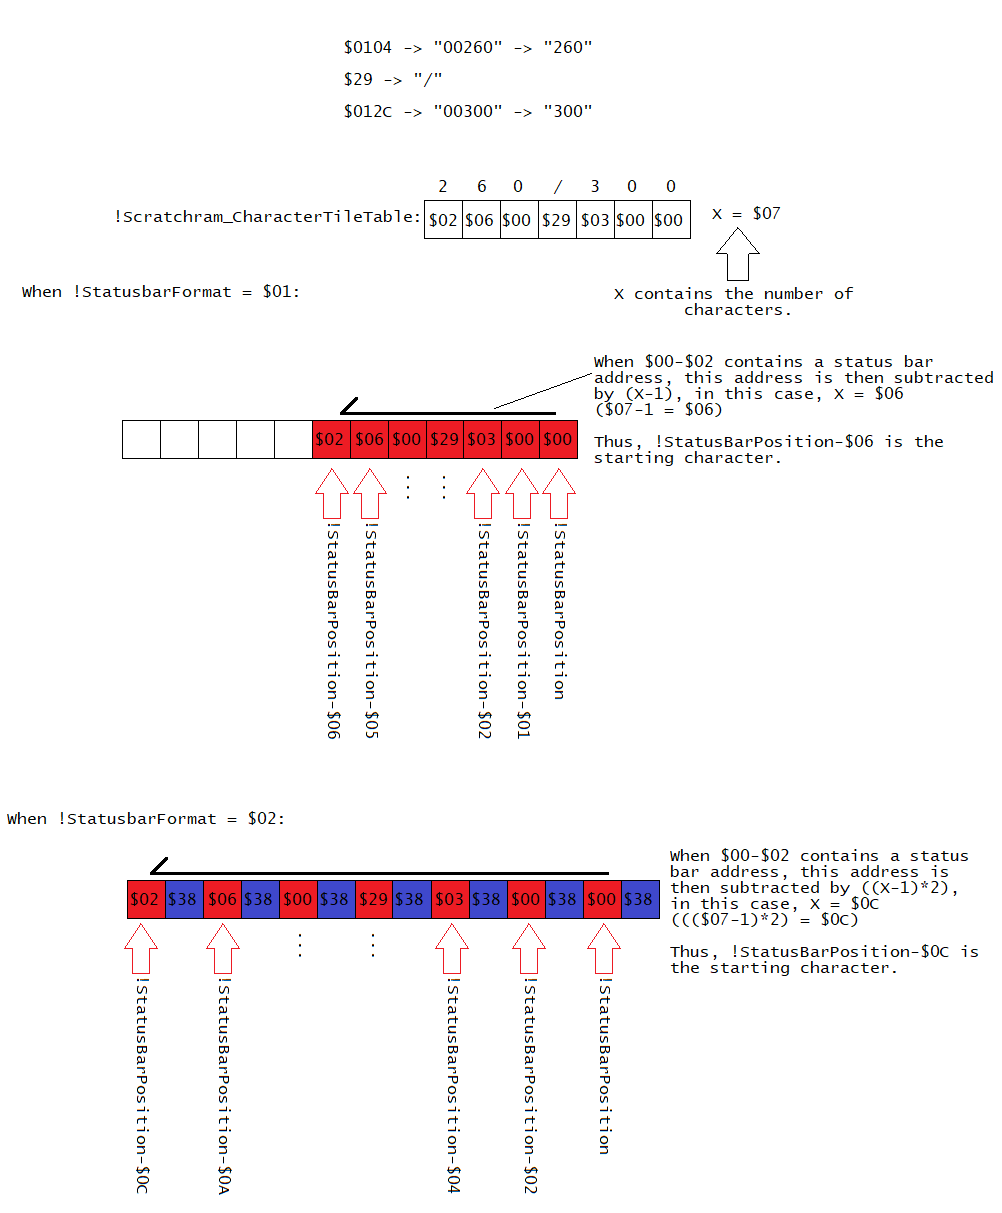 $0104 -> "00260" -> "260"
$29 -> "/"
$012C -> "00300" -> "300"
2 6 0 / 3 0 0
!Scratchram_CharacterTileTable: $02 $06 $00 $29 $03 $00 $00
X = $07
X contains the number of
characters.
When !StatusbarFormat = $01:
When $00-$02 contains a status bar
address, this address is then subtracted
by (X-1), in this case, X = $06
($07-1 = $06)
Thus, !StatusBarPosition-$06 is the
starting character.
$02 $06 $00 $29 $03 $00 $00
!StatusBarPosition-$06
!StatusBarPosition-$05
!StatusBarPosition-$02
!StatusBarPosition-$01
!StatusBarPosition
When !StatusbarFormat = $02:
When $00-$02 contains a status
bar address, this address is
then subtracted by ((X-1)*2),
in this case, X = $0C
((($07-1)*2) = $0C)
Thus, !StatusBarPosition-$0C is
the starting character.
$02 $38 $06 $38 $00 $38 $29 $38 $03 $38 $00 $38 $00 $38
!StatusBarPosition-$0C
!StatusBarPosition-$0A
!StatusBarPosition-$04
!StatusBarPosition-$02
!StatusBarPosition